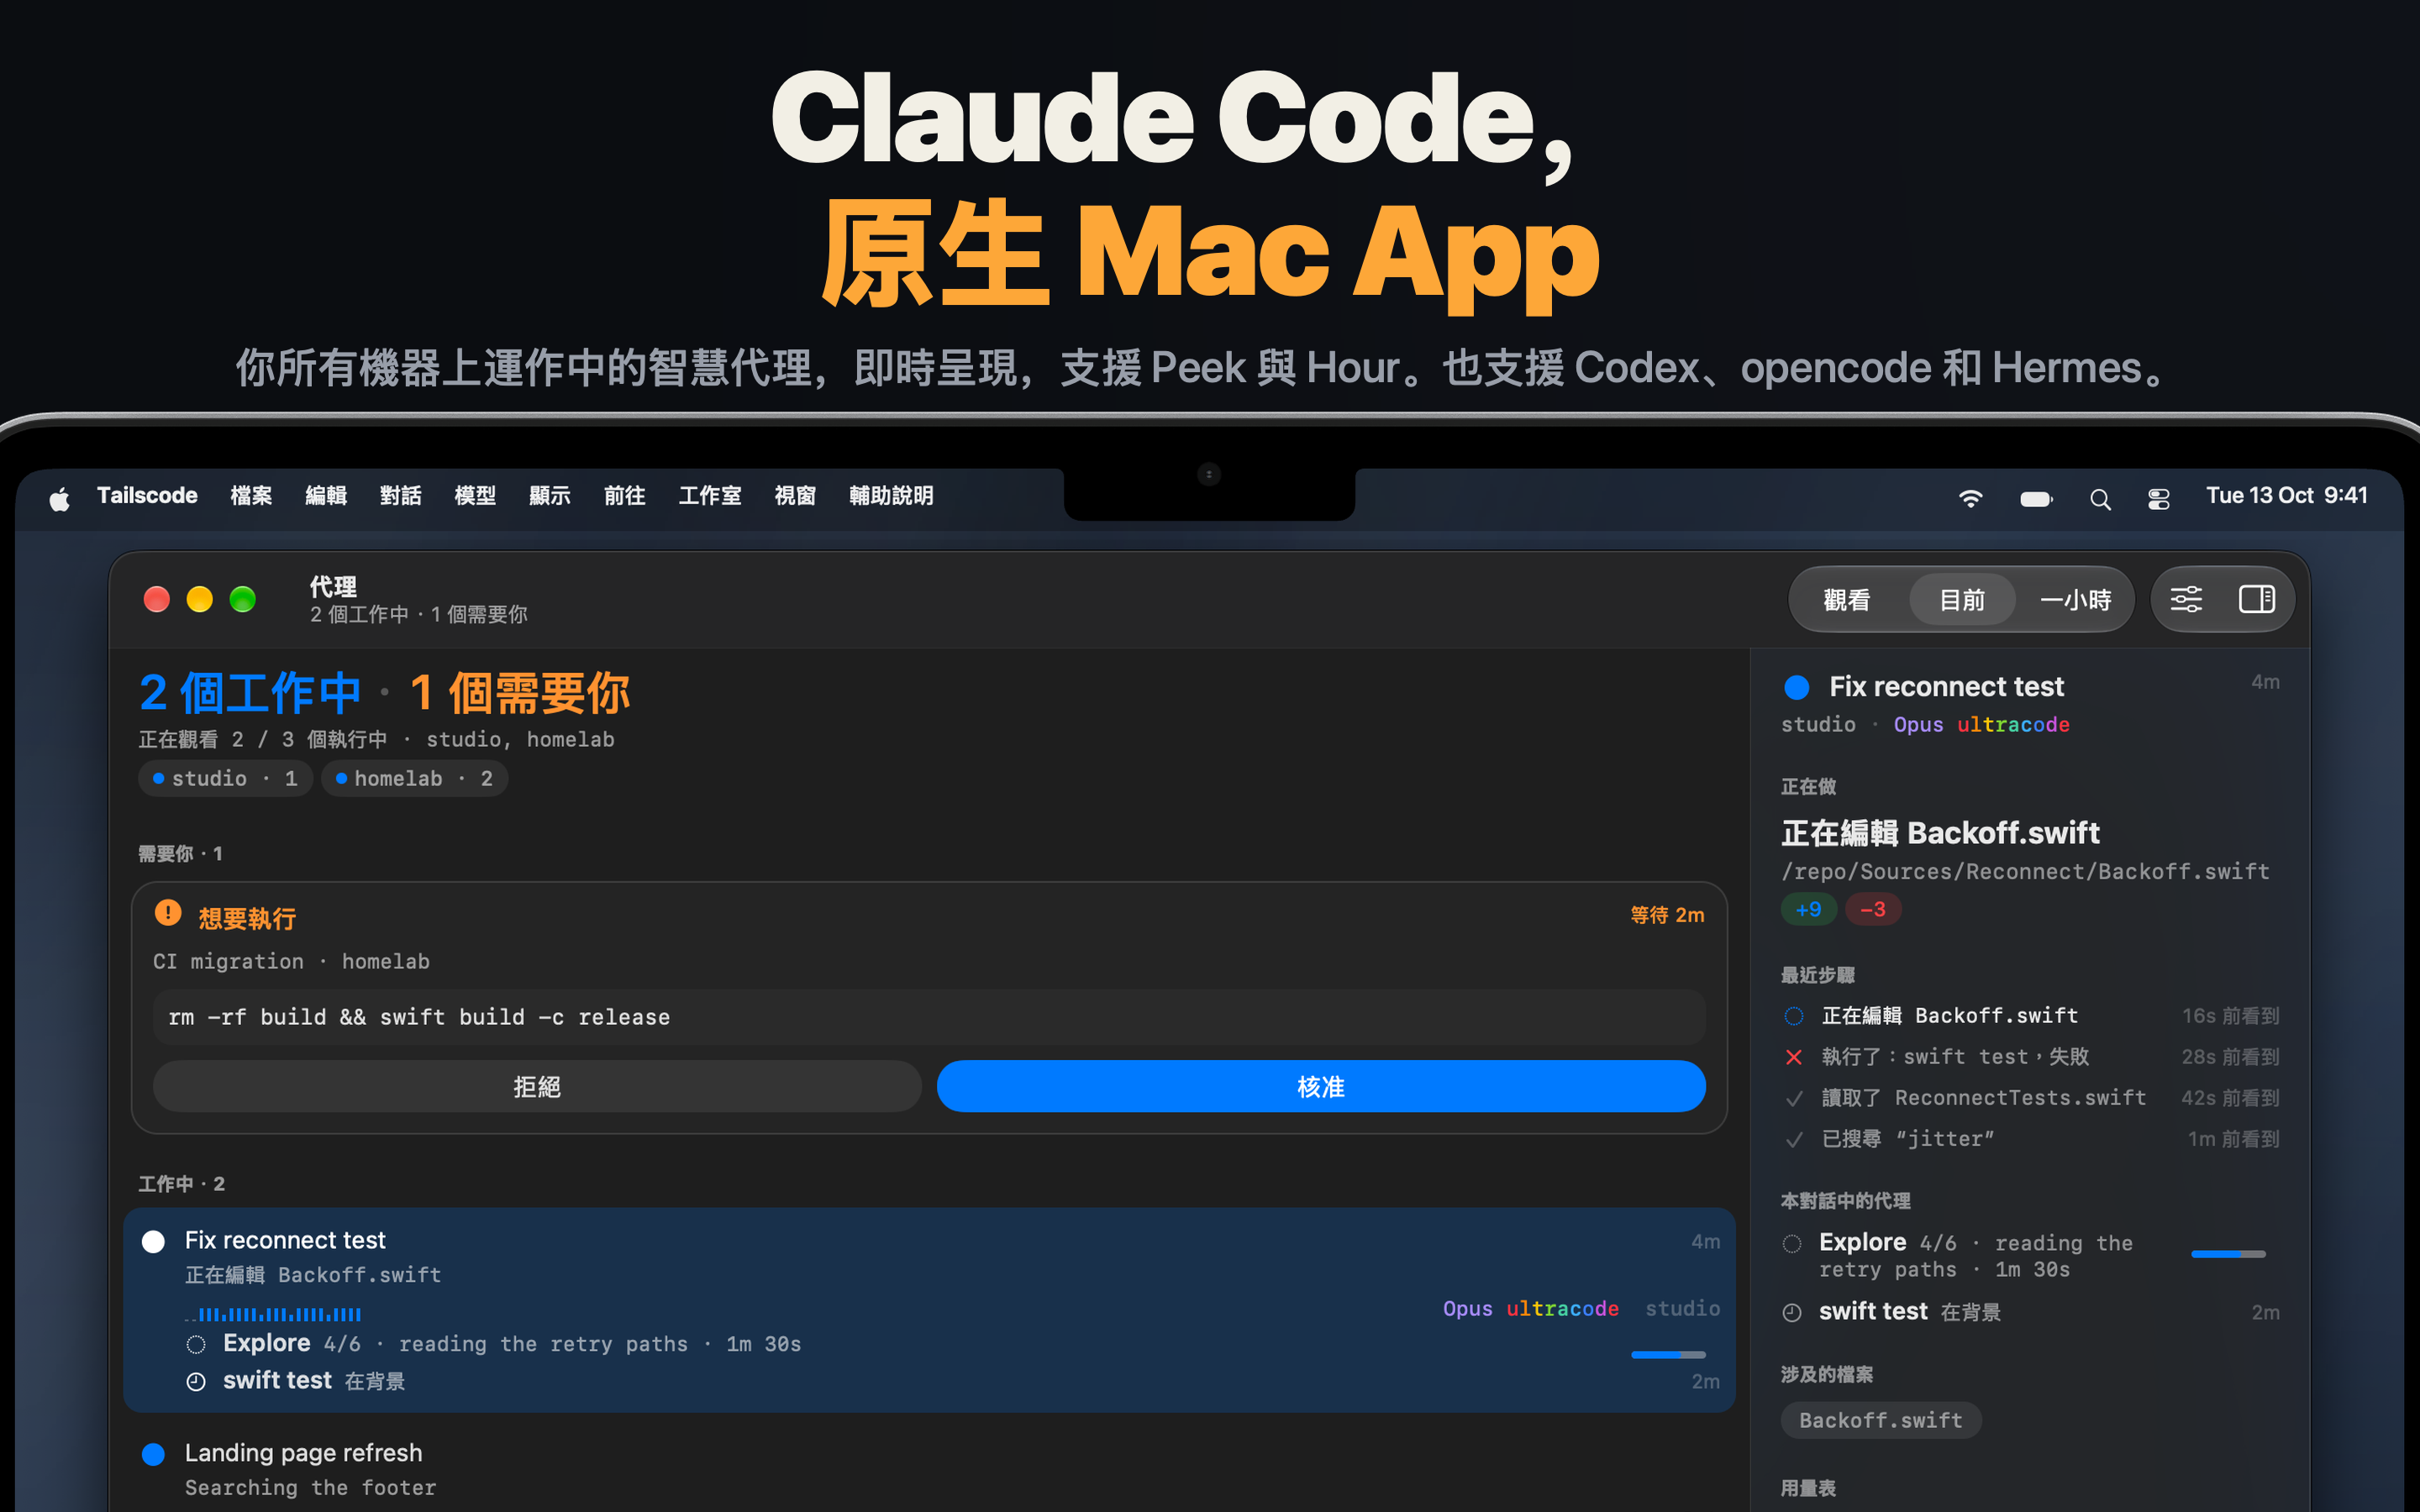 Claude Code,
原生 Mac App
你所有機器上運作中的智慧代理，即時呈現，支援 Peek 與 Hour。也支援 Codex、opencode 和 Hermes。
Tailscode 檔案 編輯 對話 模型 顯示 前往 工作室 視窗 輔助說明 Tue 13 Oct 9:41
代理
2 個工作中 · 1 個需要你
觀看 目前 一小時
2 個工作中 · 1 個需要你
正在觀看 2 / 3 個執行中 · studio, homelab
studio · 1 homelab · 2
需要你 · 1
想要執行 等待 2m
CI migration · homelab
rm -rf build && swift build -c release
拒絕 核准
工作中 · 2
Fix reconnect test 4m
正在編輯 Backoff.swift
Opus ultracode studio
Explore 4/6 · reading the retry paths · 1m 30s
swift test 在背景 2m
Landing page refresh
Searching the footer
Fix reconnect test 4m
studio · Opus ultracode
正在做
正在編輯 Backoff.swift
/repo/Sources/Reconnect/Backoff.swift
+9 −3
最近步驟
正在編輯 Backoff.swift 16s 前看到
執行了：swift test，失敗 28s 前看到
讀取了 ReconnectTests.swift 42s 前看到
已搜尋 “jitter” 1m 前看到
本對話中的代理
Explore 4/6 · reading the
retry paths · 1m 30s
swift test 在背景 2m
涉及的檔案
Backoff.swift
用量表